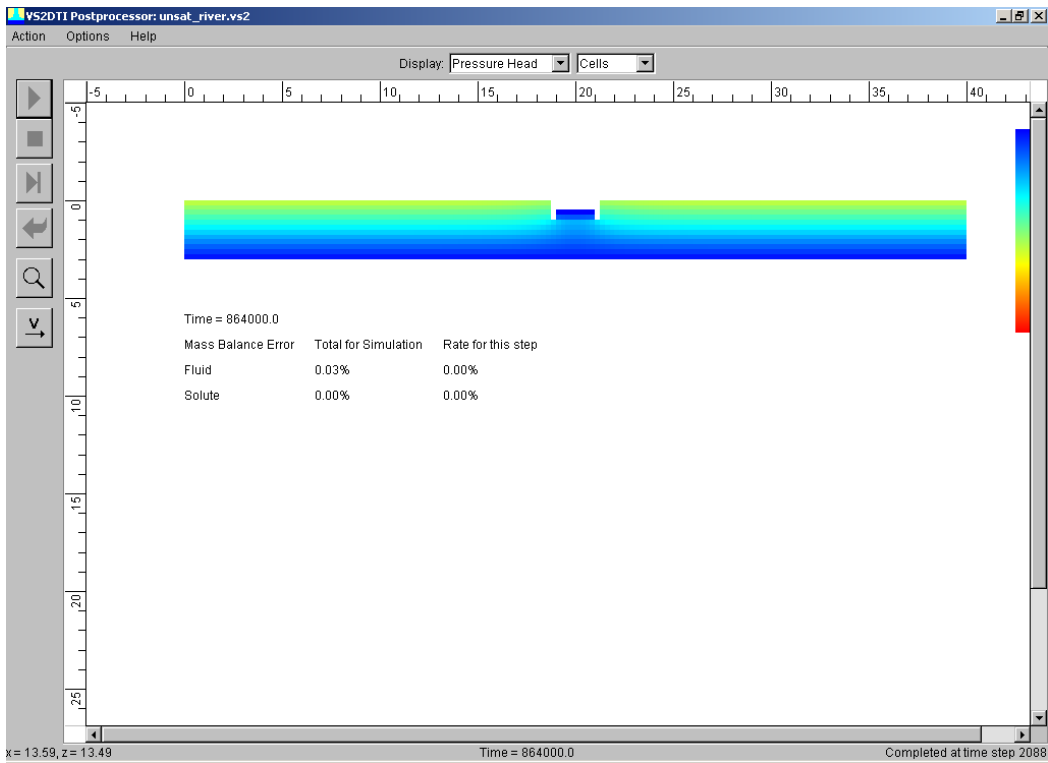 VS2DTI Postprocessor: unsat_river.vs2
Action Options Help
Display: Pressure Head Cells
-5 0 5 10 15 20 25 30 35 40
-5
0
5
10
15
20
25
V
Time = 864000.0
Mass Balance Error Total for Simulation Rate for this step
Fluid 0.03% 0.00%
Solute 0.00% 0.00%
x = 13.59, z = 13.49 Time = 864000.0 Completed at time step 2088